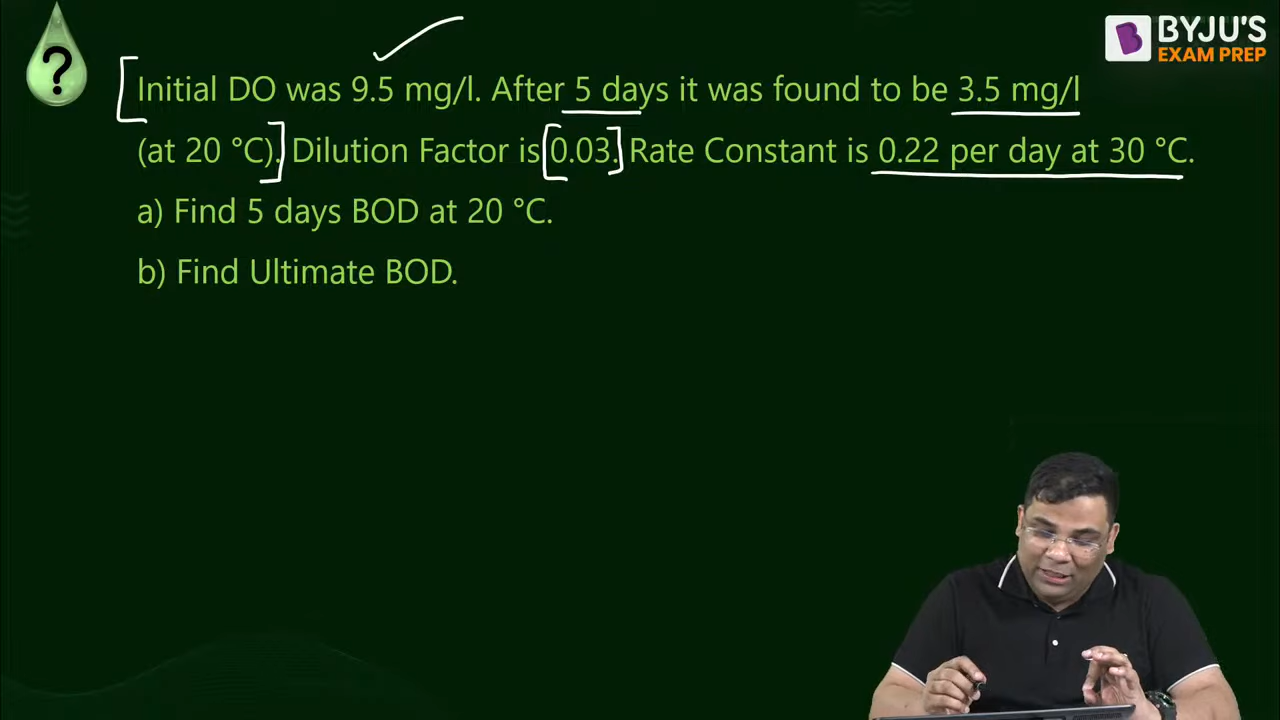 ?
BYJU'S
EXAM PREP
Initial DO was 9.5 mg/l. After 5 days it was found to be 3.5 mg/l
(at 20 °C). Dilution Factor is 0.03. Rate Constant is 0.22 per day at 30 °C.
a) Find 5 days BOD at 20 °C.
b) Find Ultimate BOD.